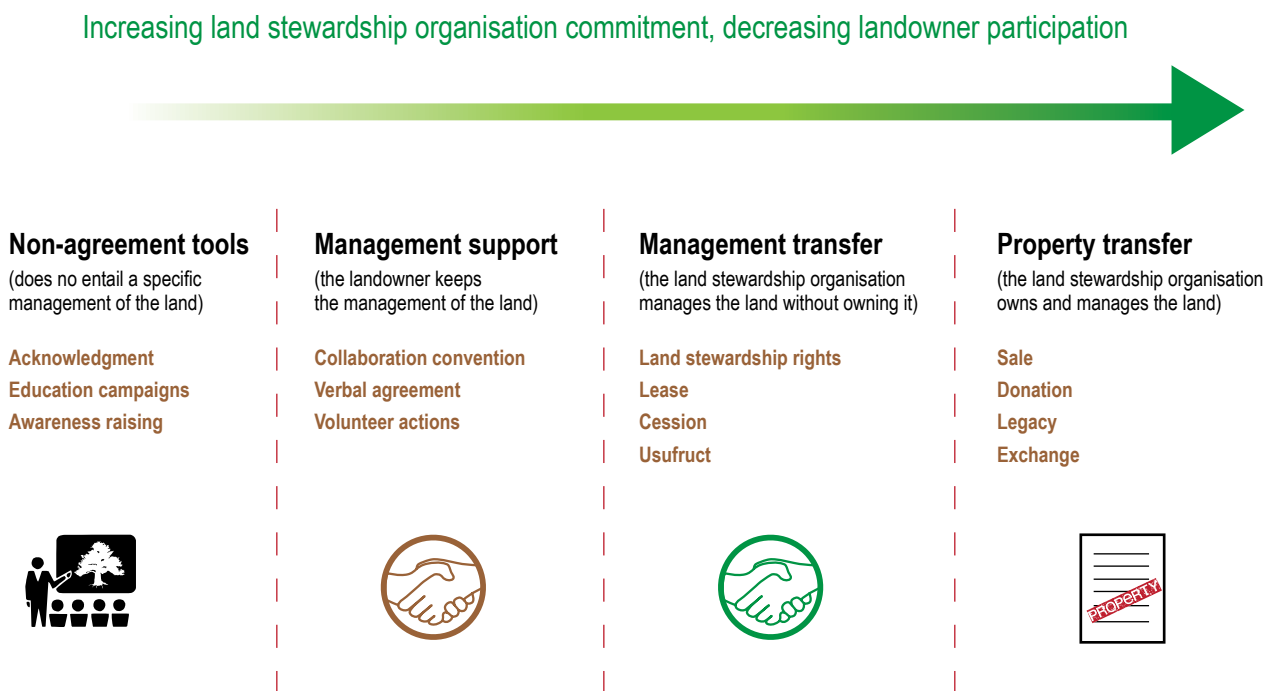 Increasing land stewardship organisation commitment, decreasing landowner participation
Non-agreement tools
(does no entail a specific
management of the land)
Acknowledgment
Education campaigns
Awareness raising
Management support
(the landowner keeps
the management of the land)
Collaboration convention
Verbal agreement
Volunteer actions
Management transfer
(the land stewardship organisation
manages the land without owning it)
Land stewardship rights
Lease
Cession
Usufruct
Property transfer
(the land stewardship organisation
owns and manages the land)
Sale
Donation
Legacy
Exchange
PROPERTY